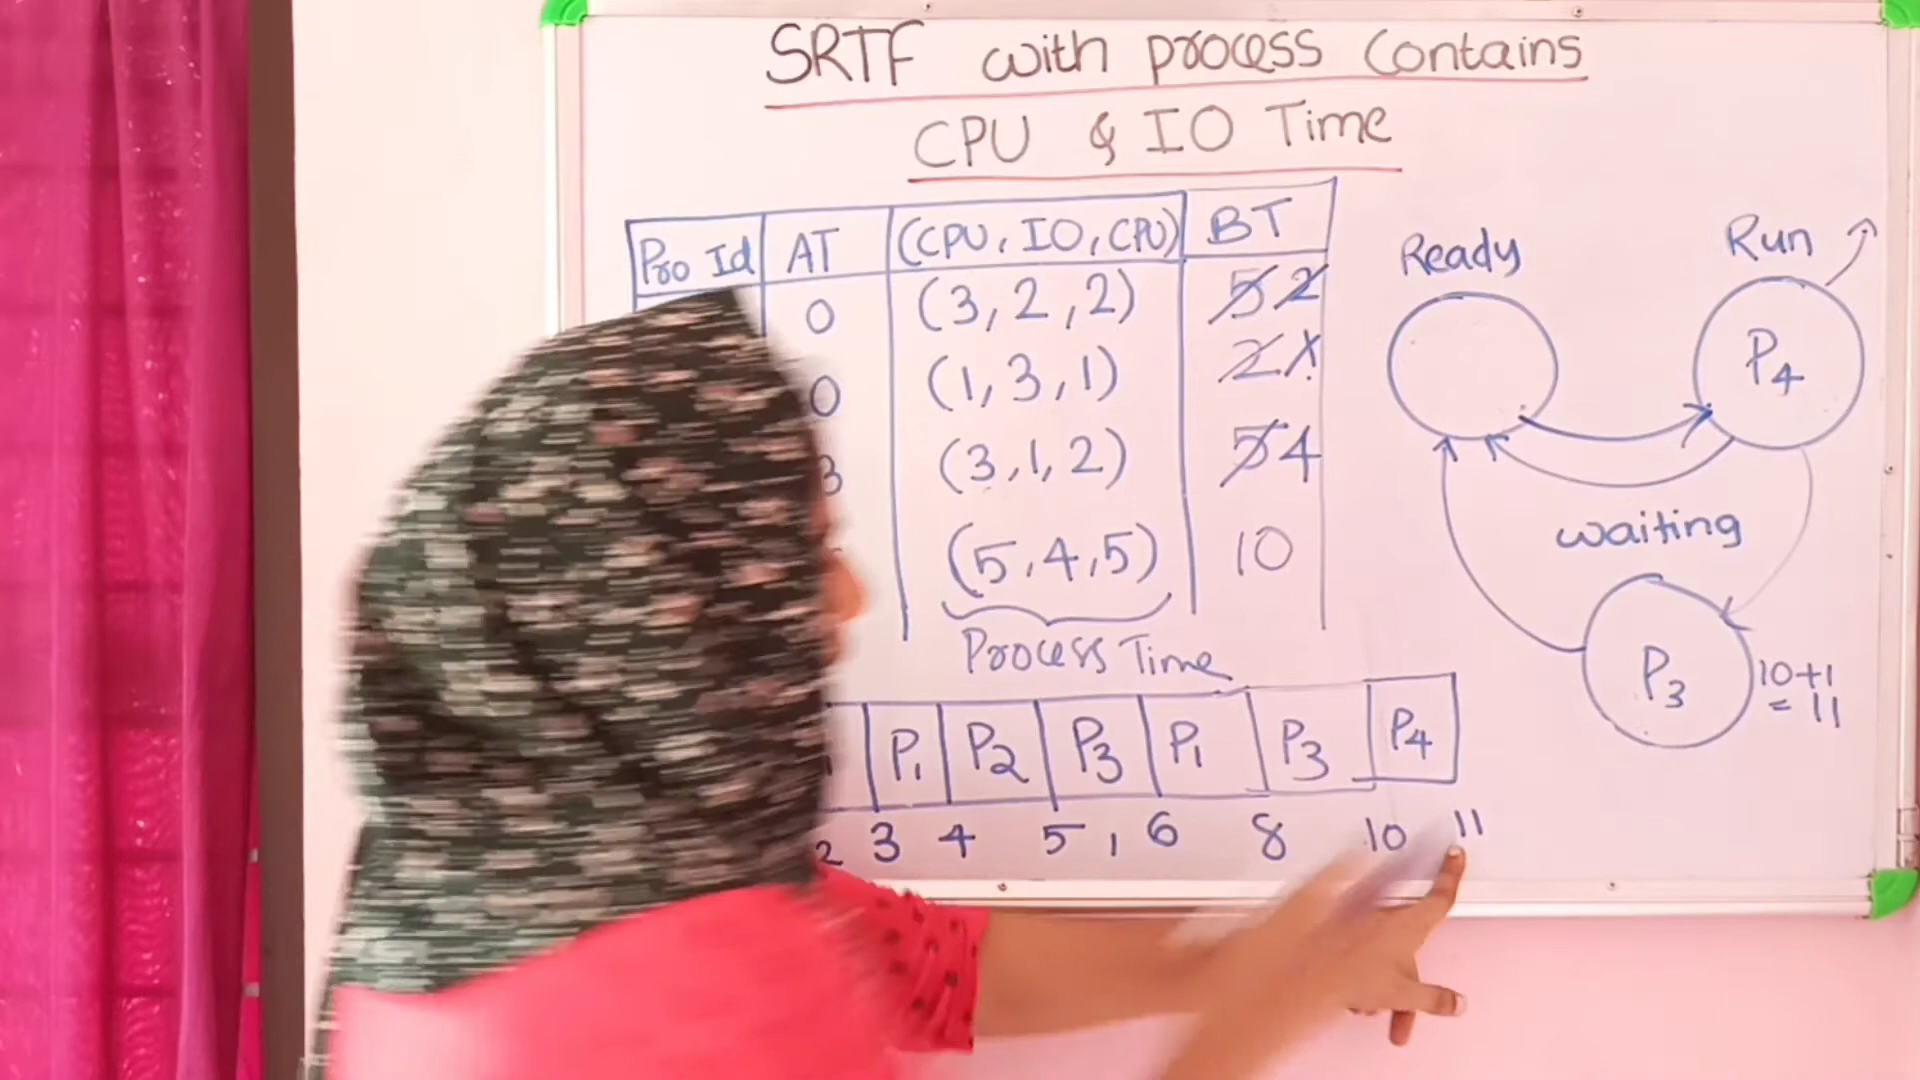 SRTF with process Contains
CPU & IO Time
Pro Id AT (CPU, IO, CPU) BT
0 (3, 2, 2) 5 2
0 (1, 3, 1) 2 1
3 (3, 1, 2) 5 4
(5, 4, 5) 10
Process Time
Ready
Run
P4
waiting
P3 10+1
= 11
P1 P2 P3 P1 P3 P4
2 3 4 5 , 6 8 10 11